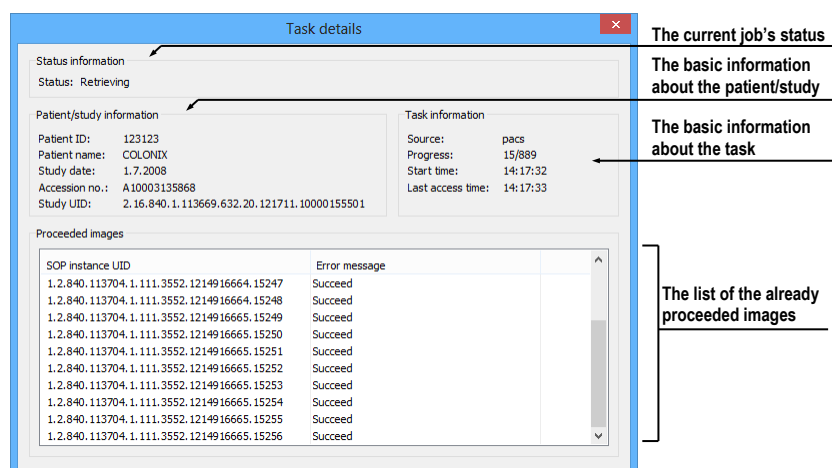 Task details
×
The current job's status
Status information
Status: Retrieving
The basic information
about the patient/study
Patient/study information
Patient ID: 123123
Patient name: COLONIX
Study date: 1.7.2008
Accession no.: A10003135868
Study UID: 2.16.840.1.113669.632.20.121711.10000155501
Task information
Source: pacs
Progress: 15/889
Start time: 14:17:32
Last access time: 14:17:33
The basic information
about the task
Proceeded images
SOP instance UID Error message
1.2.840.113704.1.111.3552.1214916664.15247 Succeed
1.2.840.113704.1.111.3552.1214916664.15248 Succeed
1.2.840.113704.1.111.3552.1214916665.15249 Succeed
1.2.840.113704.1.111.3552.1214916665.15250 Succeed
1.2.840.113704.1.111.3552.1214916665.15251 Succeed
1.2.840.113704.1.111.3552.1214916665.15252 Succeed
1.2.840.113704.1.111.3552.1214916665.15253 Succeed
1.2.840.113704.1.111.3552.1214916665.15254 Succeed
1.2.840.113704.1.111.3552.1214916665.15255 Succeed
1.2.840.113704.1.111.3552.1214916665.15256 Succeed
The list of the already
proceeded images